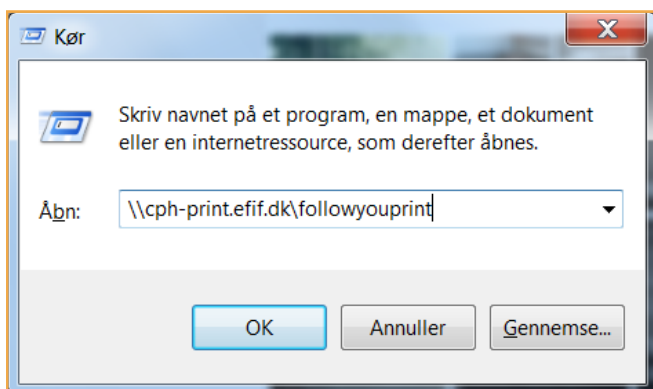 Kør
Skriv navnet på et program, en mappe, et dokument
eller en internetressource, som derefter åbnes.
Åbn: \\cph-print.efif.dk\followyouprint
OK Annuller Gennemse...